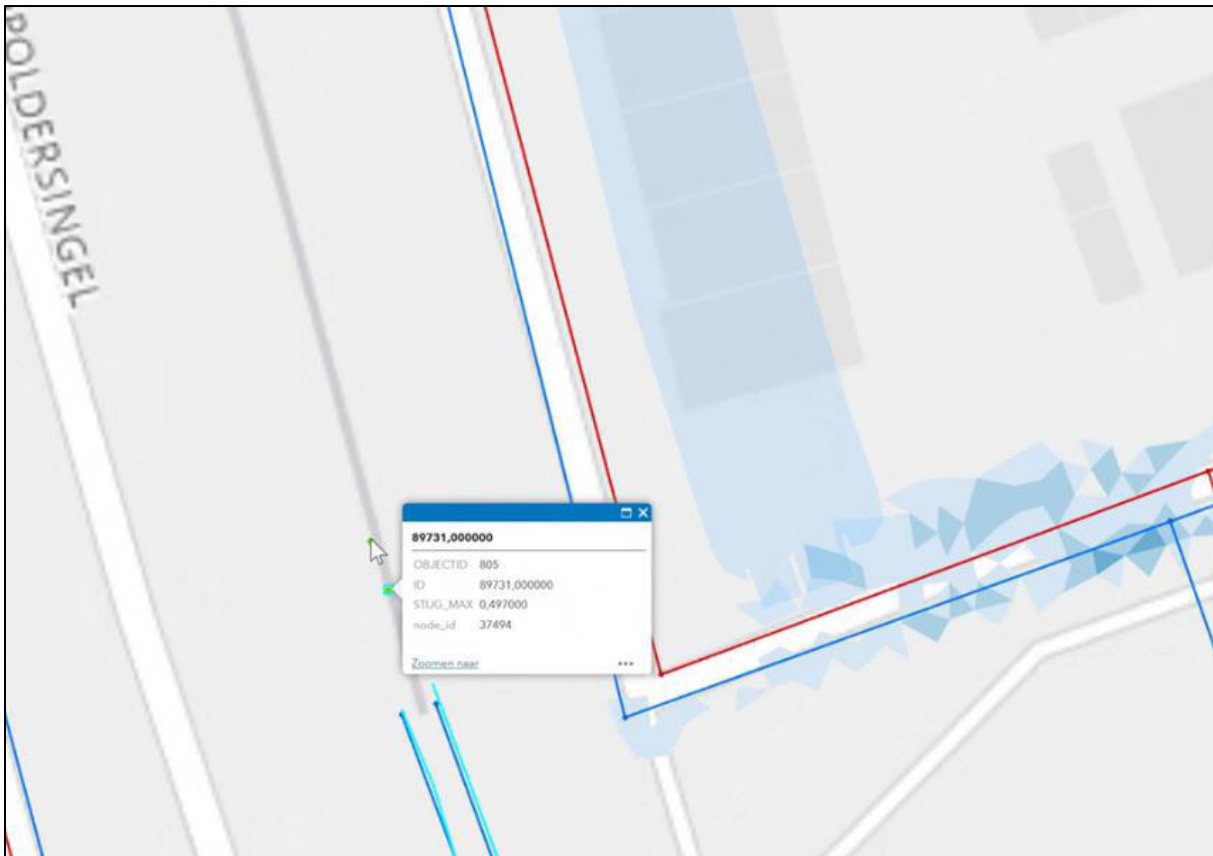 POLDERSINGEL
89731,000000
OBJECTID 805
ID 89731,000000
STIJG_MAX 0,497000
node_id 37494
Zoomen naar